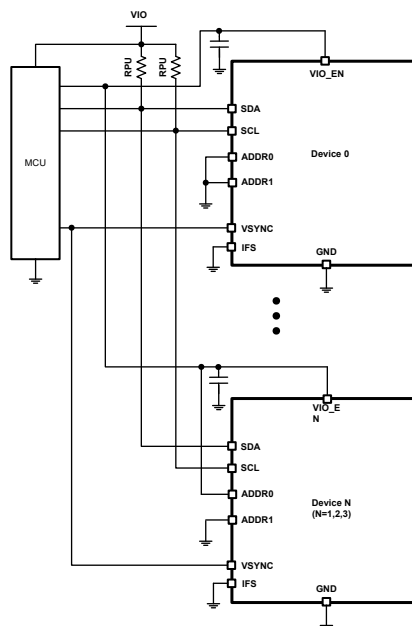 VIO
RPU
RPU
VIO_EN
SDA
SCL
MCU
Device 0
ADDR0
ADDR1
VSYNC
IFS
GND
VIO_E
N
SDA
SCL
ADDR0
Device N
(N=1,2,3)
ADDR1
VSYNC
IFS
GND